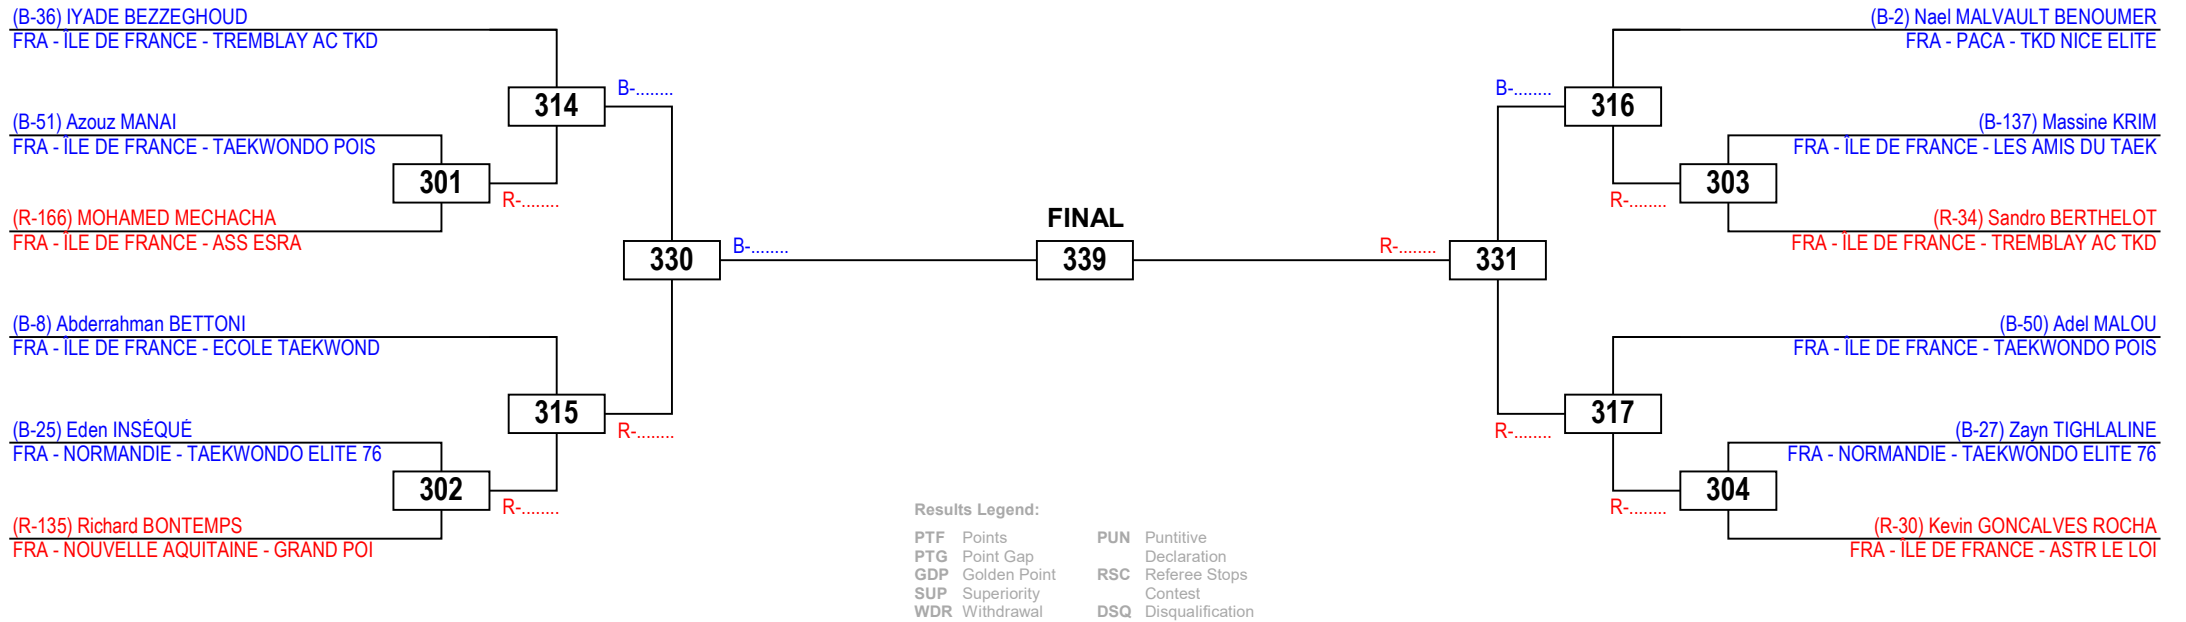 (B-36) IYADE BEZZEGHOUD
FRA - ÎLE DE FRANCE - TREMBLAY AC TKD
314
B-........
(B-51) Azouz MANAI
FRA - ÎLE DE FRANCE - TAEKWONDO POIS
301
R-........
(R-166) MOHAMED MECHACHA
FRA - ÎLE DE FRANCE - ASS ESRA
330
B-........
(B-8) Abderrahman BETTONI
FRA - ÎLE DE FRANCE - ECOLE TAEKWOND
315
R-........
(B-25) Eden INSÉQUÉ
FRA - NORMANDIE - TAEKWONDO ELITE 76
302
R-........
(R-135) Richard BONTEMPS
FRA - NOUVELLE AQUITAINE - GRAND POI
FINAL
339
(B-2) Nael MALVAULT BENOUMER
FRA - PACA - TKD NICE ELITE
B-........
316
(B-137) Massine KRIM
FRA - ÎLE DE FRANCE - LES AMIS DU TAEK
303
R-........
(R-34) Sandro BERTHELOT
FRA - ÎLE DE FRANCE - TREMBLAY AC TKD
R-........
331
(B-50) Adel MALOU
FRA - ÎLE DE FRANCE - TAEKWONDO POIS
317
R-........
(B-27) Zayn TIGHLALINE
FRA - NORMANDIE - TAEKWONDO ELITE 76
304
R-........
(R-30) Kevin GONCALVES ROCHA
FRA - ÎLE DE FRANCE - ASTR LE LOI
Results Legend:
PTF Points
PTG Point Gap
GDP Golden Point
SUP Superiority
WDR Withdrawal
PUN Puntitive
Declaration
RSC Referee Stops
Contest
DSQ Disqualification